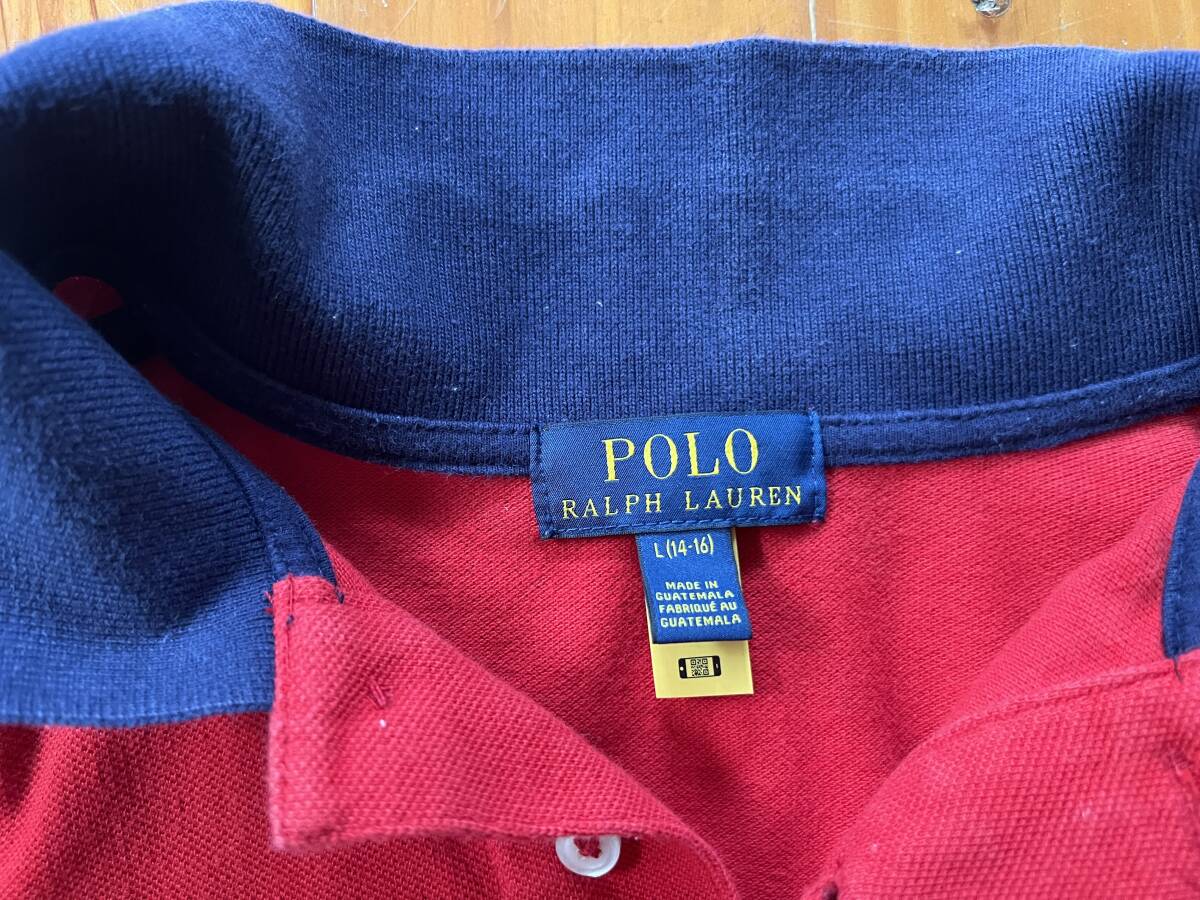 POLO
RALPH LAUREN
L (14-16)
MADE IN
GUATEMALA
FABRIQUÉ AU
GUATEMALA